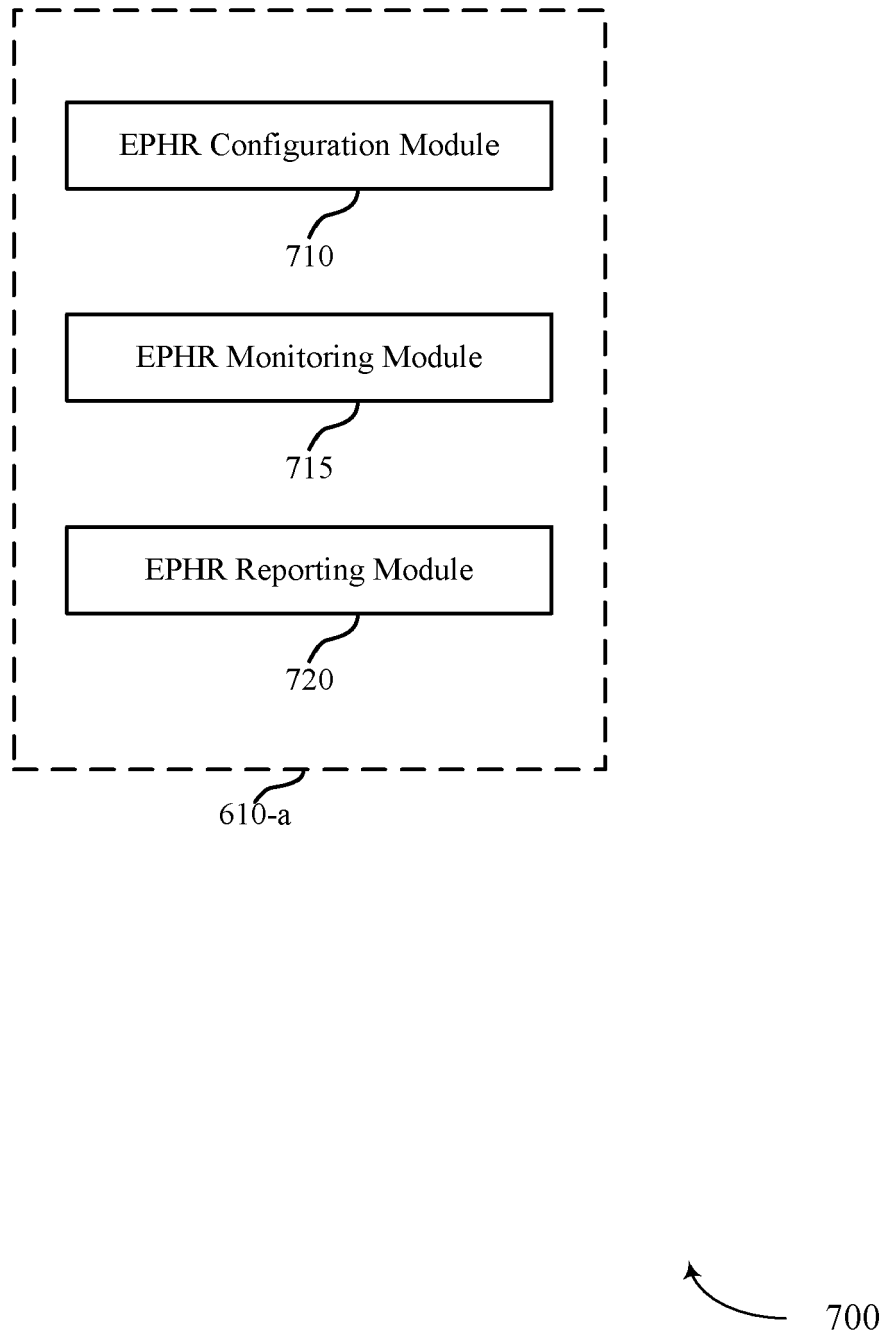 EPHR Configuration Module
710
EPHR Monitoring Module
715
EPHR Reporting Module
720
610-a
700